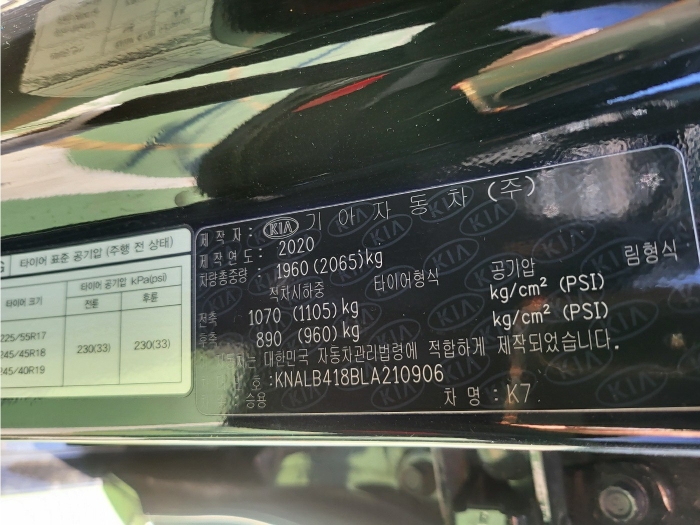 타이어 표준 공기압 (주행 전 상태)
타이어 크기
타이어 공기압 kPa(psi)
전륜
후륜
225/55R17
245/45R18
245/40R19
230(33)
230(33)
제작자 : KIA 기아자동차(주)
제작연도 : 2020
차량총중량 : 1960 (2065)kg
적차시하중 타이어형식 공기압 림형식
전축 1070 (1105) kg kg/cm² (PSI)
후축 890 (960) kg kg/cm² (PSI)
자동차는 대한민국 자동차관리법령에 적합하게 제작되었습니다.
호 :KNALB418BLA210906
승용 차 명 : K7